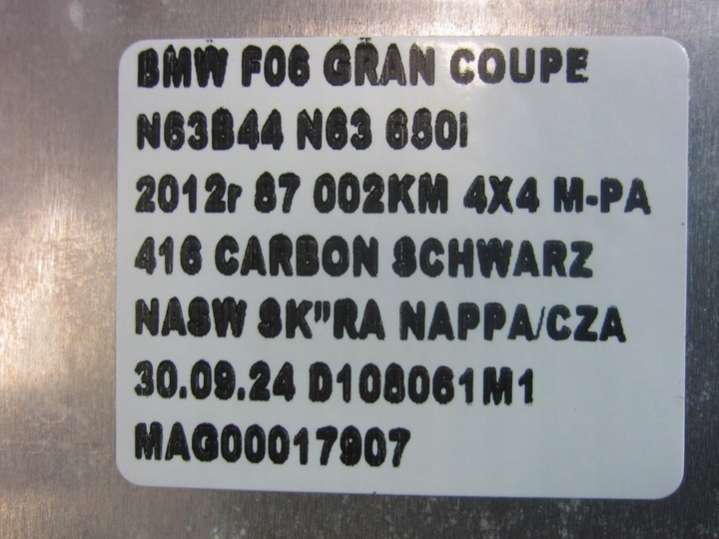 BMW F06 GRAN COUPE
N63B44 N63 650i
2012r 87 002KM 4X4 M-PA
416 CARBON SCHWARZ
NASW SK"RA NAPPA/CZA
30.09.24 D108061M1
MAG00017907